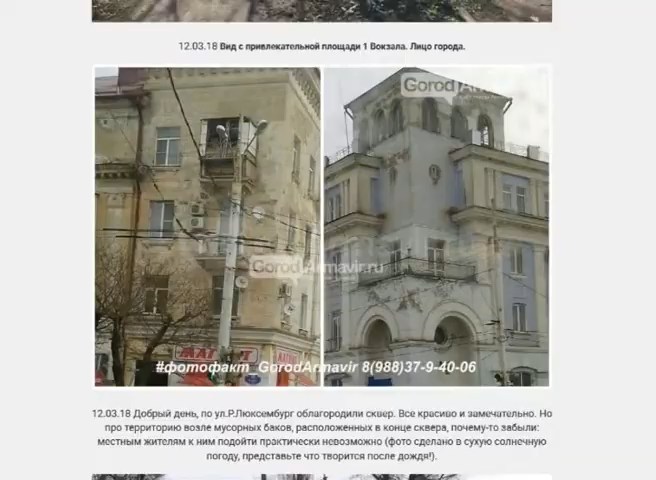 12.03.18 Вид с привлекательной площади 1 Вокзала. Лицо города.
GorodArmavir
GorodArmavir.ru
МАГНИТ
МАГНИТ
#фотофакт_GorodArmavir 8(988)37-9-40-06
12.03.18 Добрый день, по ул.Р.Люксембург облагородили сквер. Все красиво и замечательно. Но
про территорию возле мусорных баков, расположенных в конце сквера, почему-то забыли:
местным жителям к ним подойти практически невозможно (фото сделано в сухую солнечную
погоду, представьте что творится после дождя!).